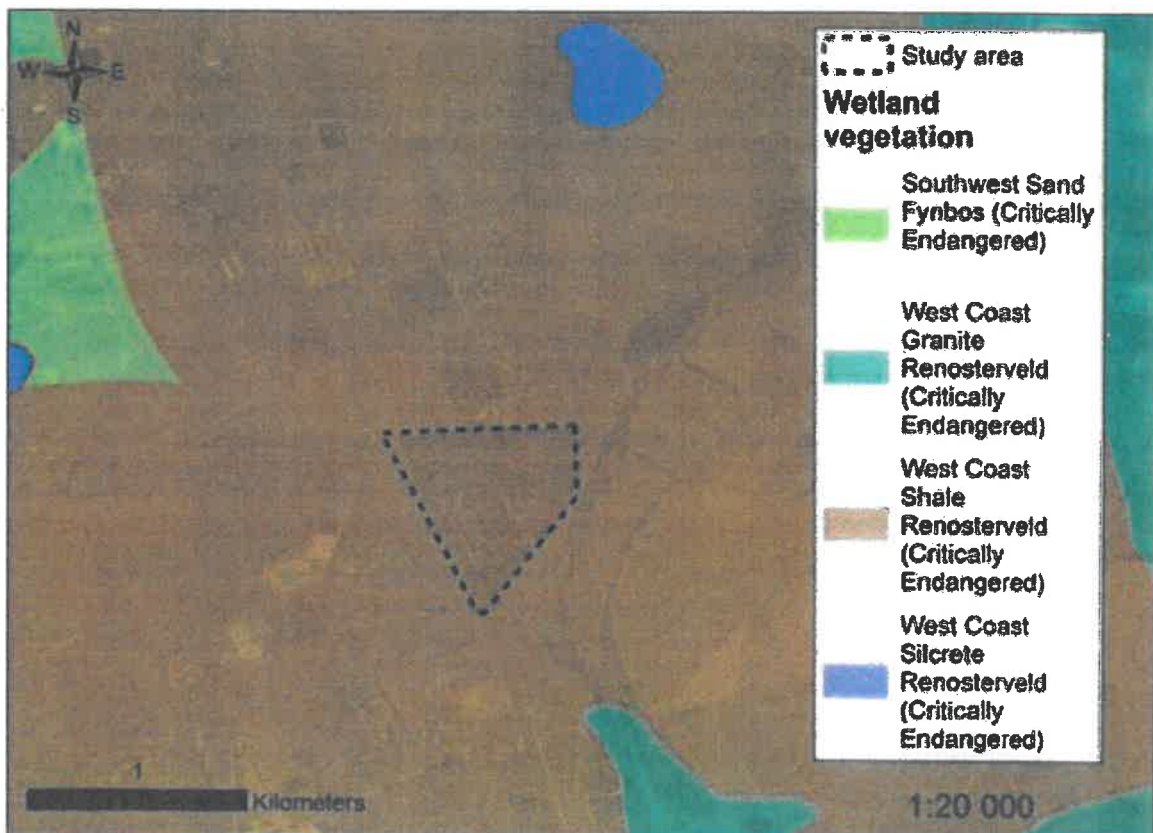 N
W E
S
Study area
Wetland
vegetation
Southwest Sand
Fynbos (Critically
Endangered)
West Coast
Granite
Renosterveld
(Critically
Endangered)
West Coast
Shale
Renosterveld
(Critically
Endangered)
West Coast
Silcrete
Renosterveld
(Critically
Endangered)
1
Kilometers
1:20 000